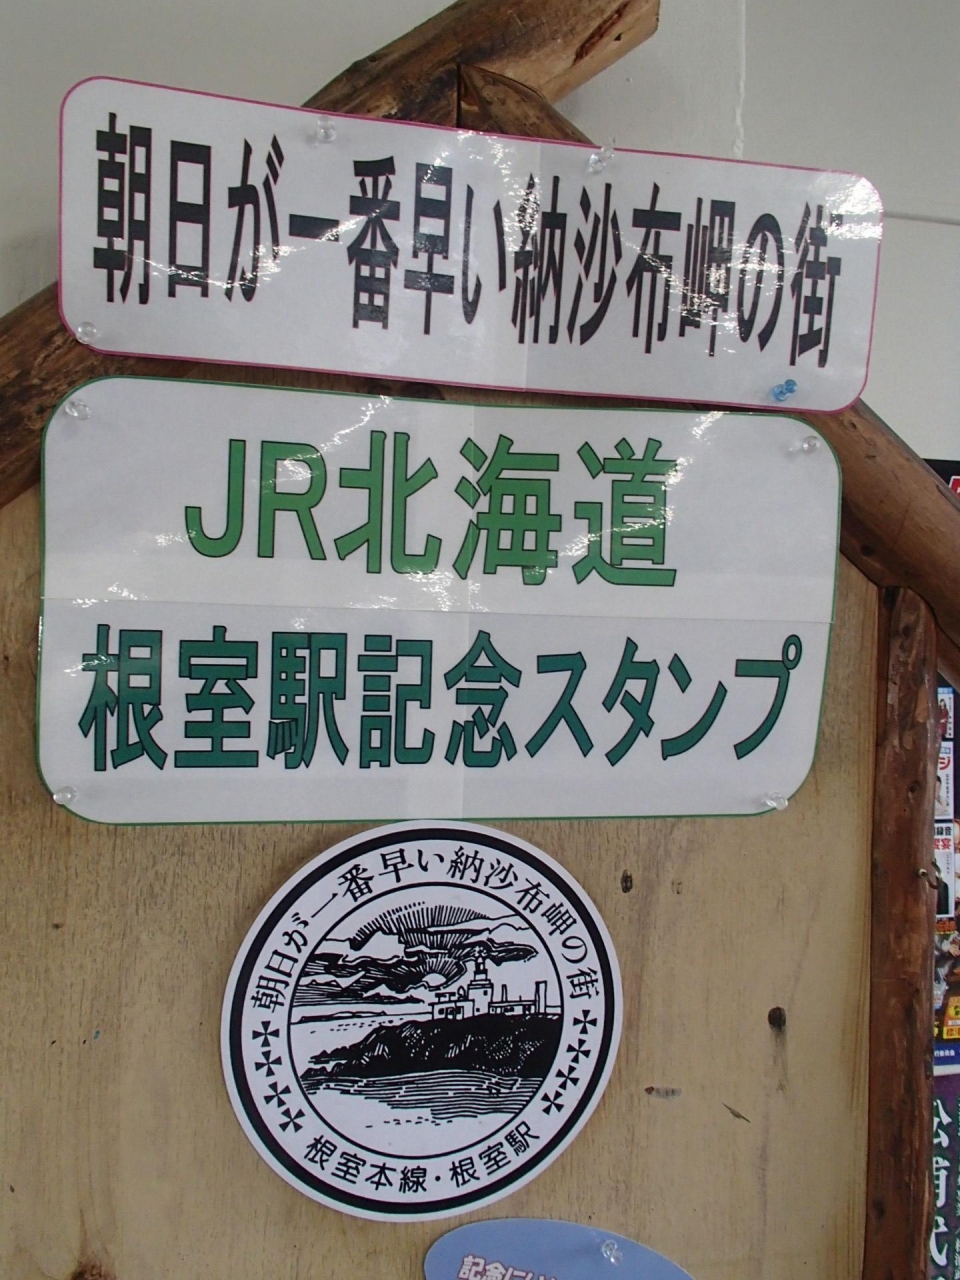 朝日が一番早い納沙布岬の街
JR北海道
根室駅記念スタンプ
朝日が一番早い納沙布岬の街
根室本線・根室駅